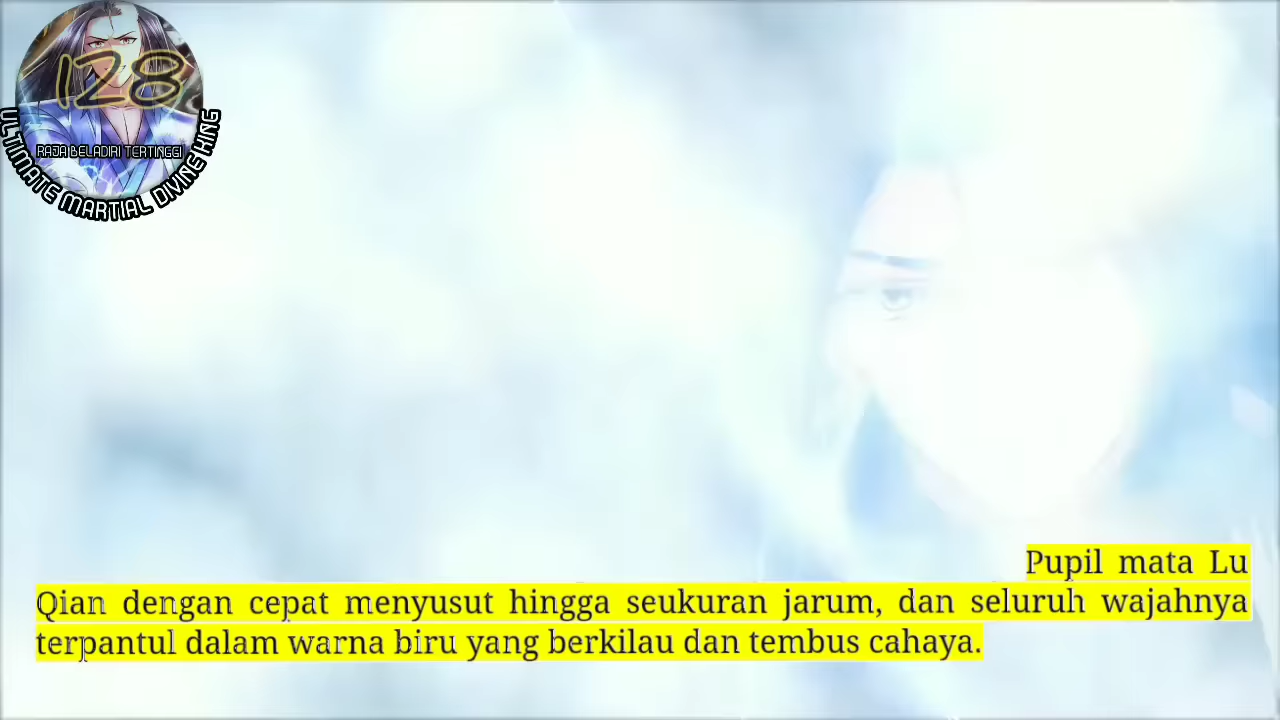 128
RAJA BELADIRI TERTINGGI
ULTIMATE MARTIAL DIVINE KING
Pupil mata Lu
Qian dengan cepat menyusut hingga seukuran jarum, dan seluruh wajahnya
terpantul dalam warna biru yang berkilau dan tembus cahaya.